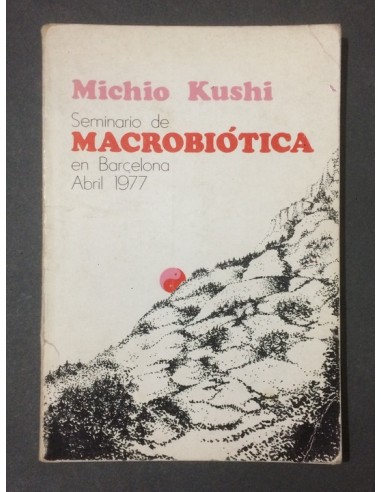 Michio Kushi
Seminario de
MACROBIÓTICA
en Barcelona
Abril 1977